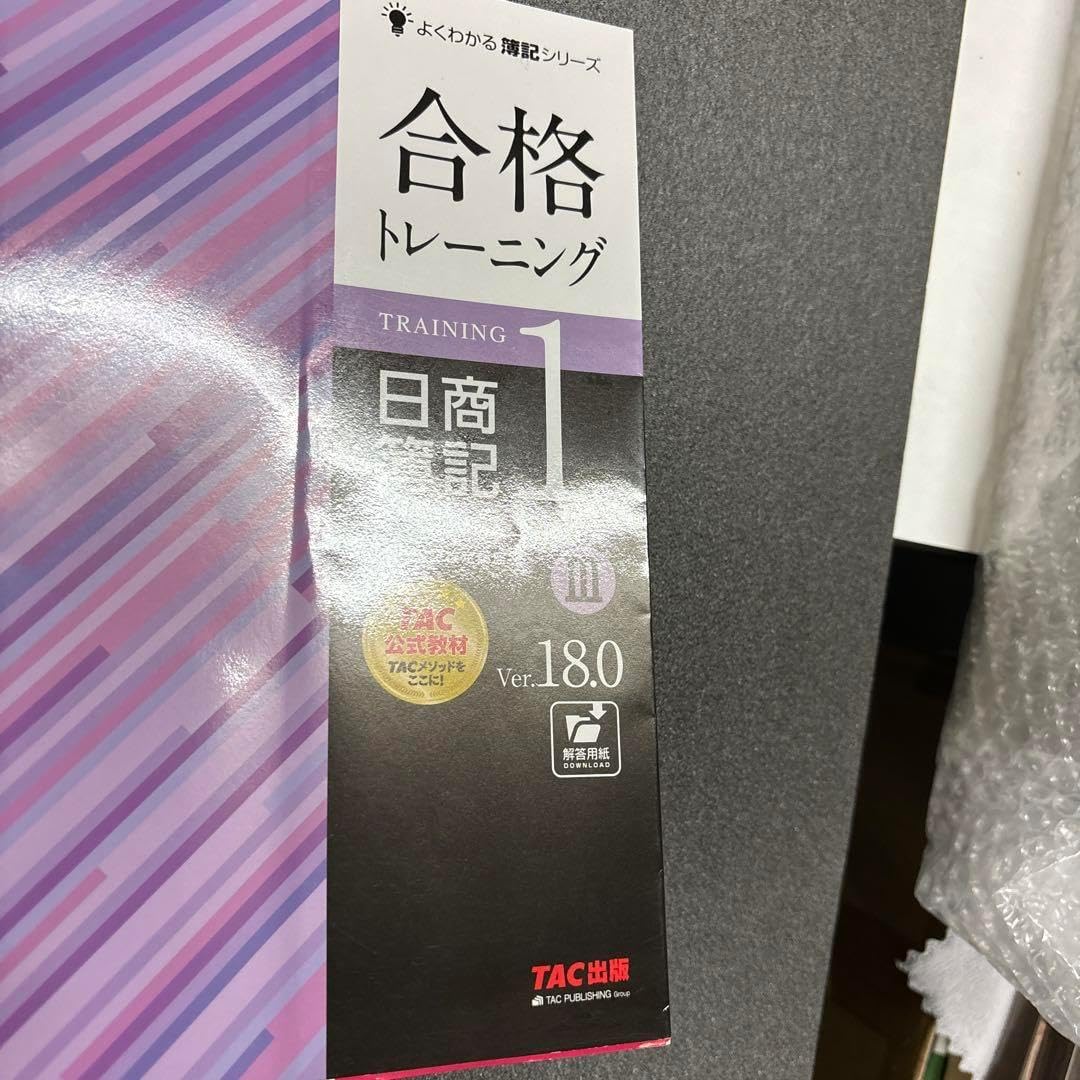 よくわかる簿記シリーズ
合格
トレーニング
TRAINING
日商
簿記
1
III
TAC
公式教材
TACメソッドを
ここに!
Ver.18.0
解答用紙
DOWNLOAD
TAC出版
TAC PUBLISHING Group